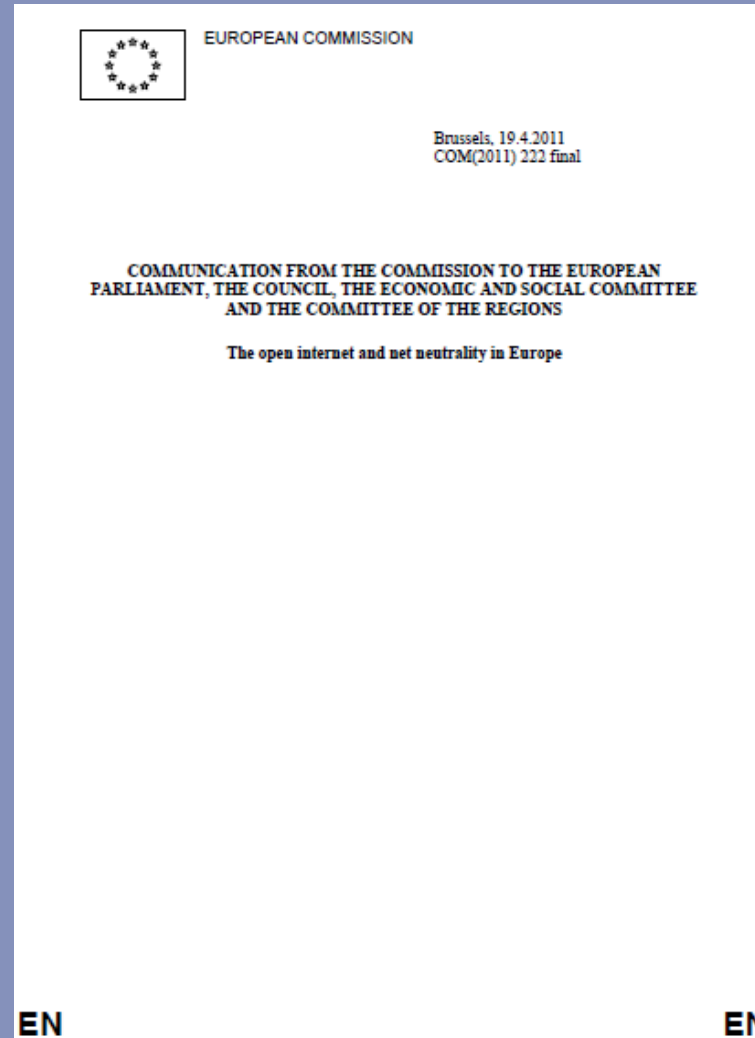 EUROPEAN COMMISSION
Brussels, 19.4.2011
COM(2011) 222 final
COMMUNICATION FROM THE COMMISSION TO THE EUROPEAN
PARLIAMENT, THE COUNCIL, THE ECONOMIC AND SOCIAL COMMITTEE
AND THE COMMITTEE OF THE REGIONS
The open internet and net neutrality in Europe
EN EN